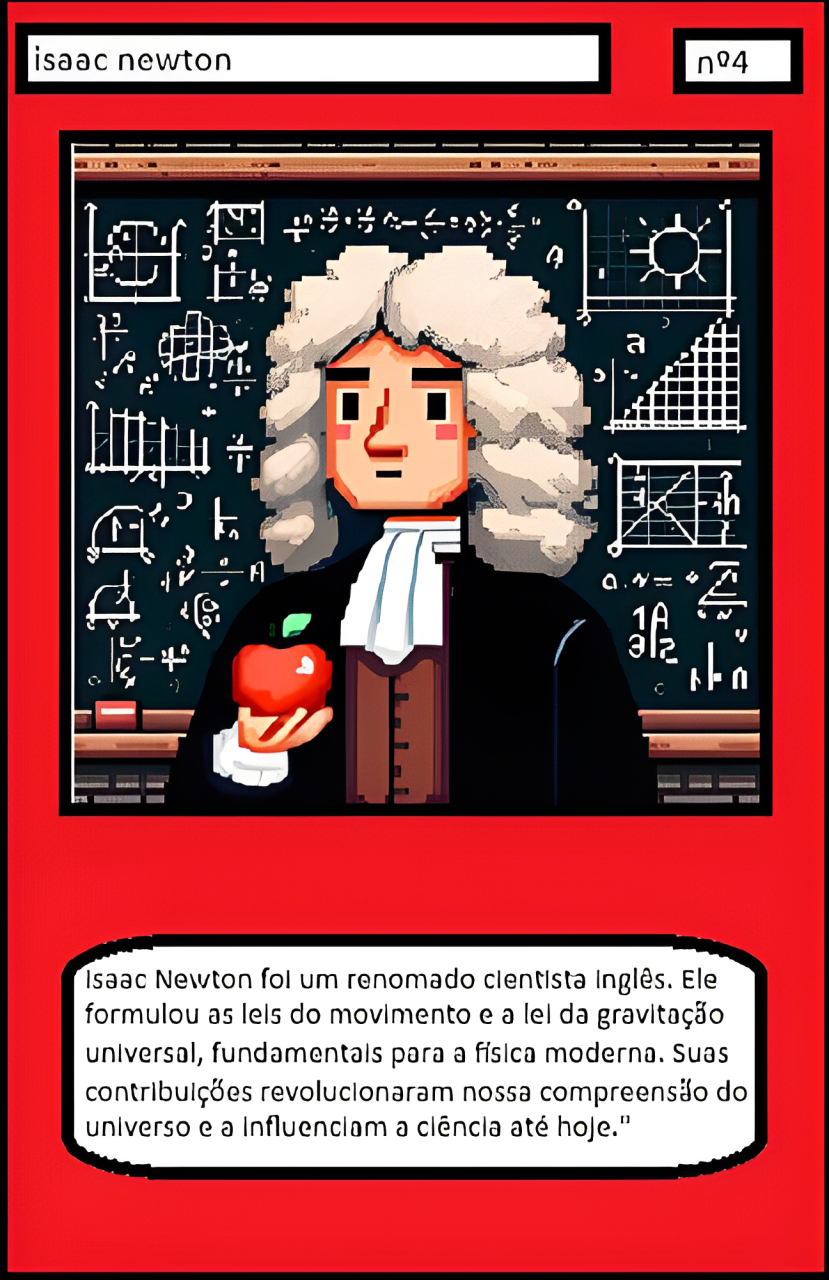 isaac newton
nº4
Isaac Newton foi um renomado cientista inglês. Ele
formulou as leis do movimento e a lei da gravitação
universal, fundamentais para a física moderna. Suas
contribuições revolucionaram nossa compreensão do
universo e a influenciam a ciência até hoje."